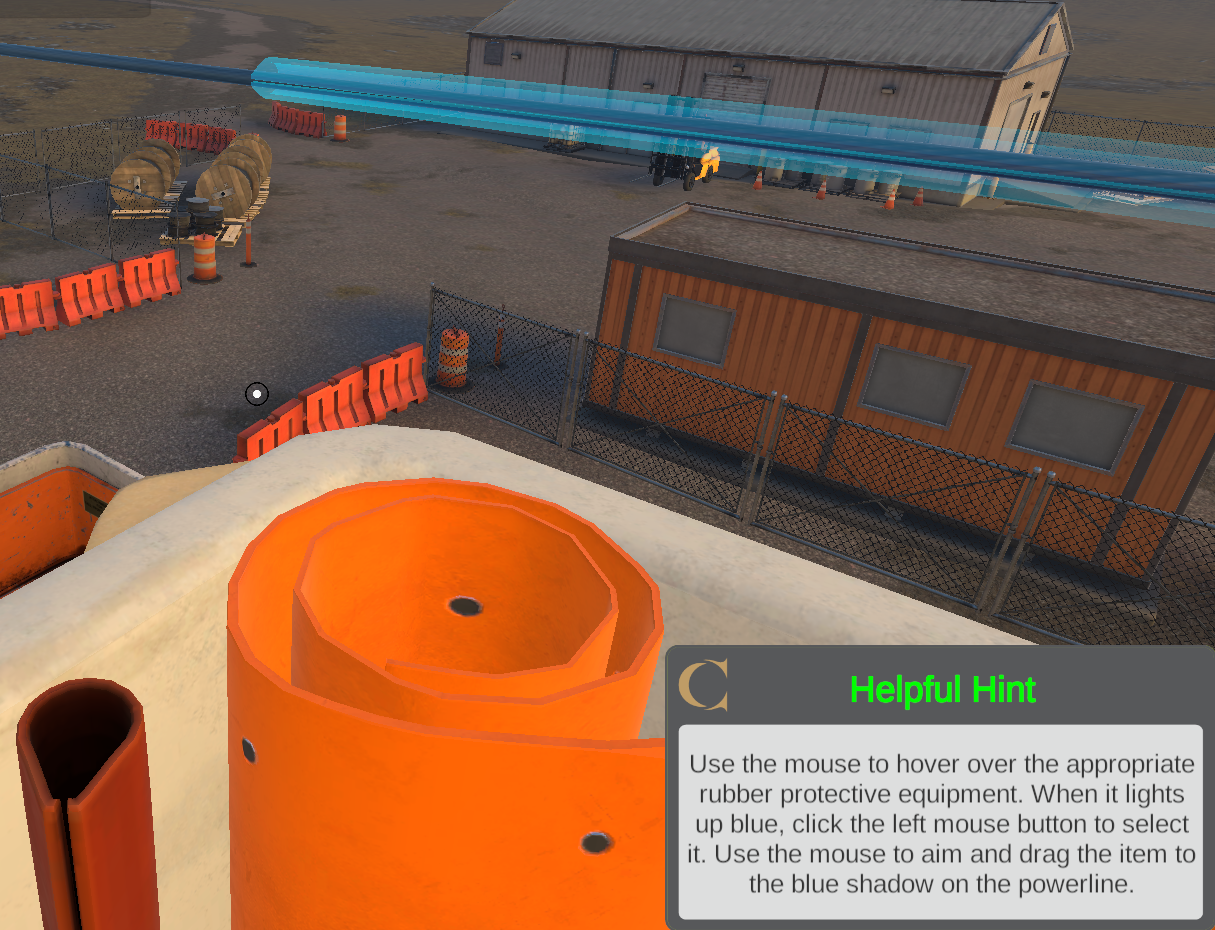 C
Helpful Hint
Use the mouse to hover over the appropriate
rubber protective equipment. When it lights
up blue, click the left mouse button to select
it. Use the mouse to aim and drag the item to
the blue shadow on the powerline.